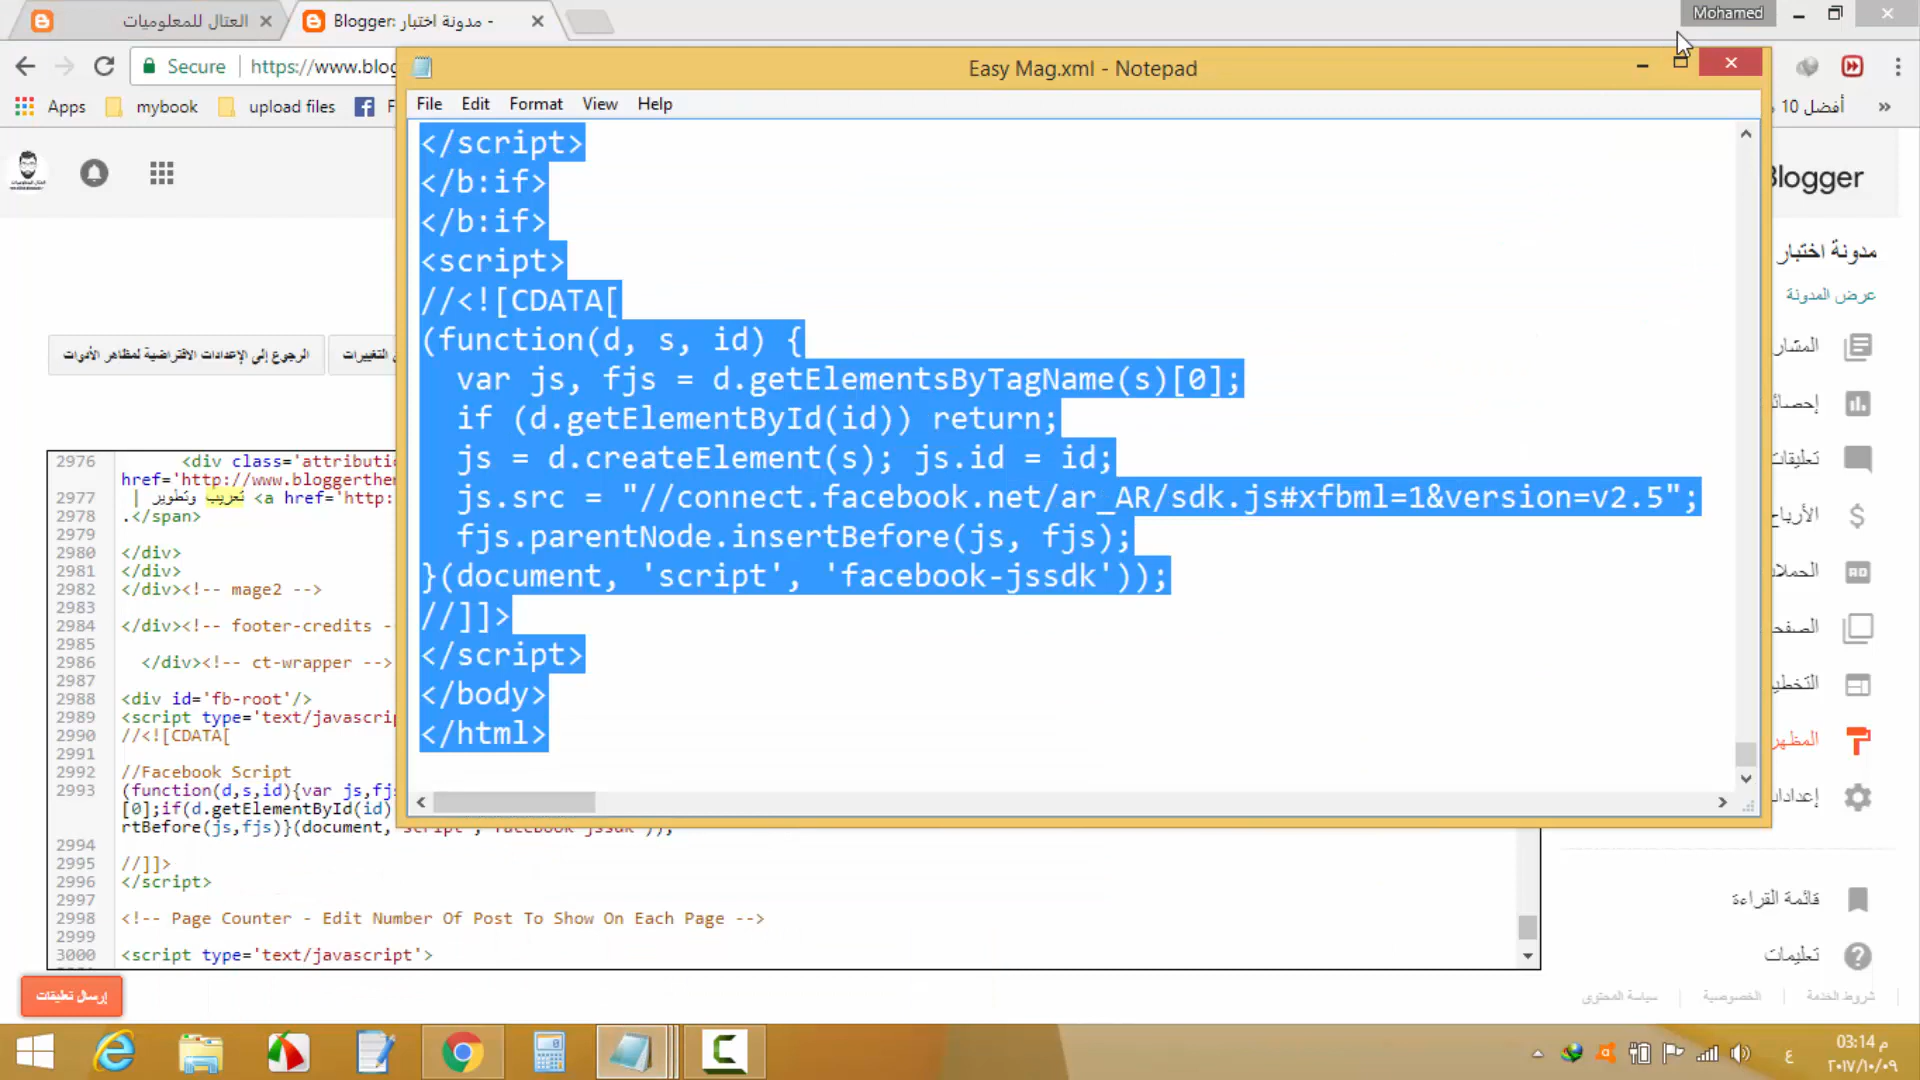 العتال للمعلوميات
Blogger: مدونة اختبار -
Mohamed
Secure
https://www.blog
Apps
mybook
upload files
F
أفضل 10
»
Easy Mag.xml - Notepad
File Edit Format View Help
</script>
</b:if>
</b:if>
<script>
//<![CDATA[
(function(d, s, id) {
  var js, fjs = d.getElementsByTagName(s)[0];
  if (d.getElementById(id)) return;
  js = d.createElement(s); js.id = id;
  js.src = "//connect.facebook.net/ar_AR/sdk.js#xfbml=1&version=v2.5";
  fjs.parentNode.insertBefore(js, fjs);
}(document, 'script', 'facebook-jssdk'));
//]]>
</script>
</body>
</html>
Blogger
مدونة اختبار
عرض المدونة
المشار
إحصائ
تعليقات
الأرباح
الحملا
الصفح
التخطي
المظهر
إعدادات
قائمة القراءة
تعليمات
شروط الخدمة | الخصوصية | سياسة المحتوى
الرجوع إلى الإعدادات الافتراضية لمظاهر الأدوات
التغييرات
2976 <div class='attributi
href='http://www.bloggerthe
2977 | تعريب وتطوير <a href='http:
2978 .</span>
2979
2980 </div>
2981 </div>
2982 </div><!-- mage2 -->
2983
2984 </div><!-- footer-credits -
2985
2986 </div><!-- ct-wrapper -->
2987
2988 <div id='fb-root'/>
2989 <script type='text/javascrip
2990 //<![CDATA[
2991
2992 //Facebook Script
2993 (function(d,s,id){var js,fjs
[0];if(d.getElementById(id)
rtBefore(js,fjs)}(document,'script','facebook-jssdk'));
2994
2995 //]]>
2996 </script>
2997
2998 <!-- Page Counter - Edit Number Of Post To Show On Each Page -->
2999
3000 <script type='text/javascript'>
إرسال تعليقات
ع
03:14 م
٢٠١٧/١٠/٠٩